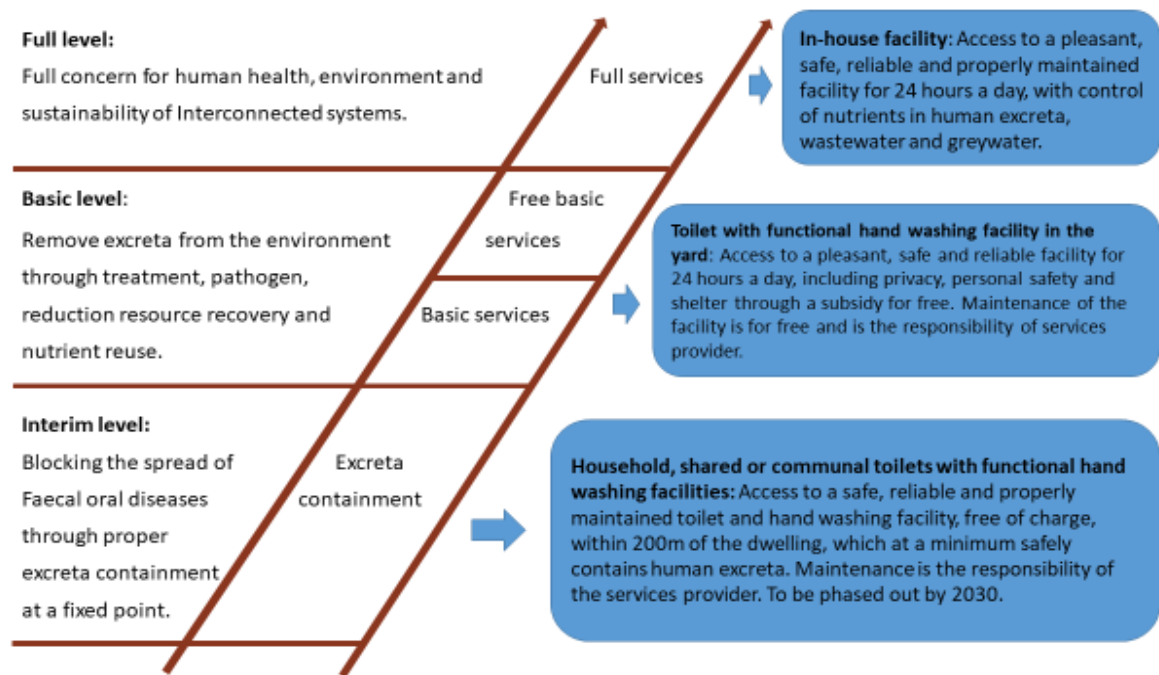 Full level:
Full concern for human health, environment and
sustainability of Interconnected systems.
Full services
In-house facility: Access to a pleasant,
safe, reliable and properly maintained
facility for 24 hours a day, with control
of nutrients in human excreta,
wastewater and greywater.
Basic level:
Remove excreta from the environment
through treatment, pathogen,
reduction resource recovery and
nutrient reuse.
Free basic
services
Basic services
Toilet with functional hand washing facility in the
yard: Access to a pleasant, safe and reliable facility for
24 hours a day, including privacy, personal safety and
shelter through a subsidy for free. Maintenance of the
facility is for free and is the responsibility of services
provider.
Interim level:
Blocking the spread of
Faecal oral diseases
through proper
excreta containment
at a fixed point.
Excreta
containment
Household, shared or communal toilets with functional hand
washing facilities: Access to a safe, reliable and properly
maintained toilet and hand washing facility, free of charge,
within 200m of the dwelling, which at a minimum safely
contains human excreta. Maintenance is the responsibility of
the services provider. To be phased out by 2030.